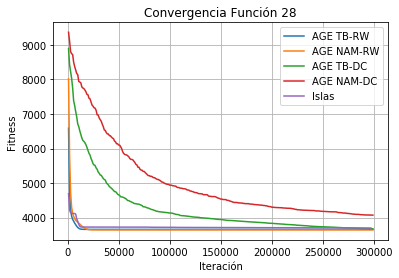 Convergencia Función 28
AGE TB-RW
AGE NAM-RW
AGE TB-DC
AGE NAM-DC
Islas
Fitness
9000
8000
7000
6000
5000
4000
0 50000 100000 150000 200000 250000 300000
Iteración